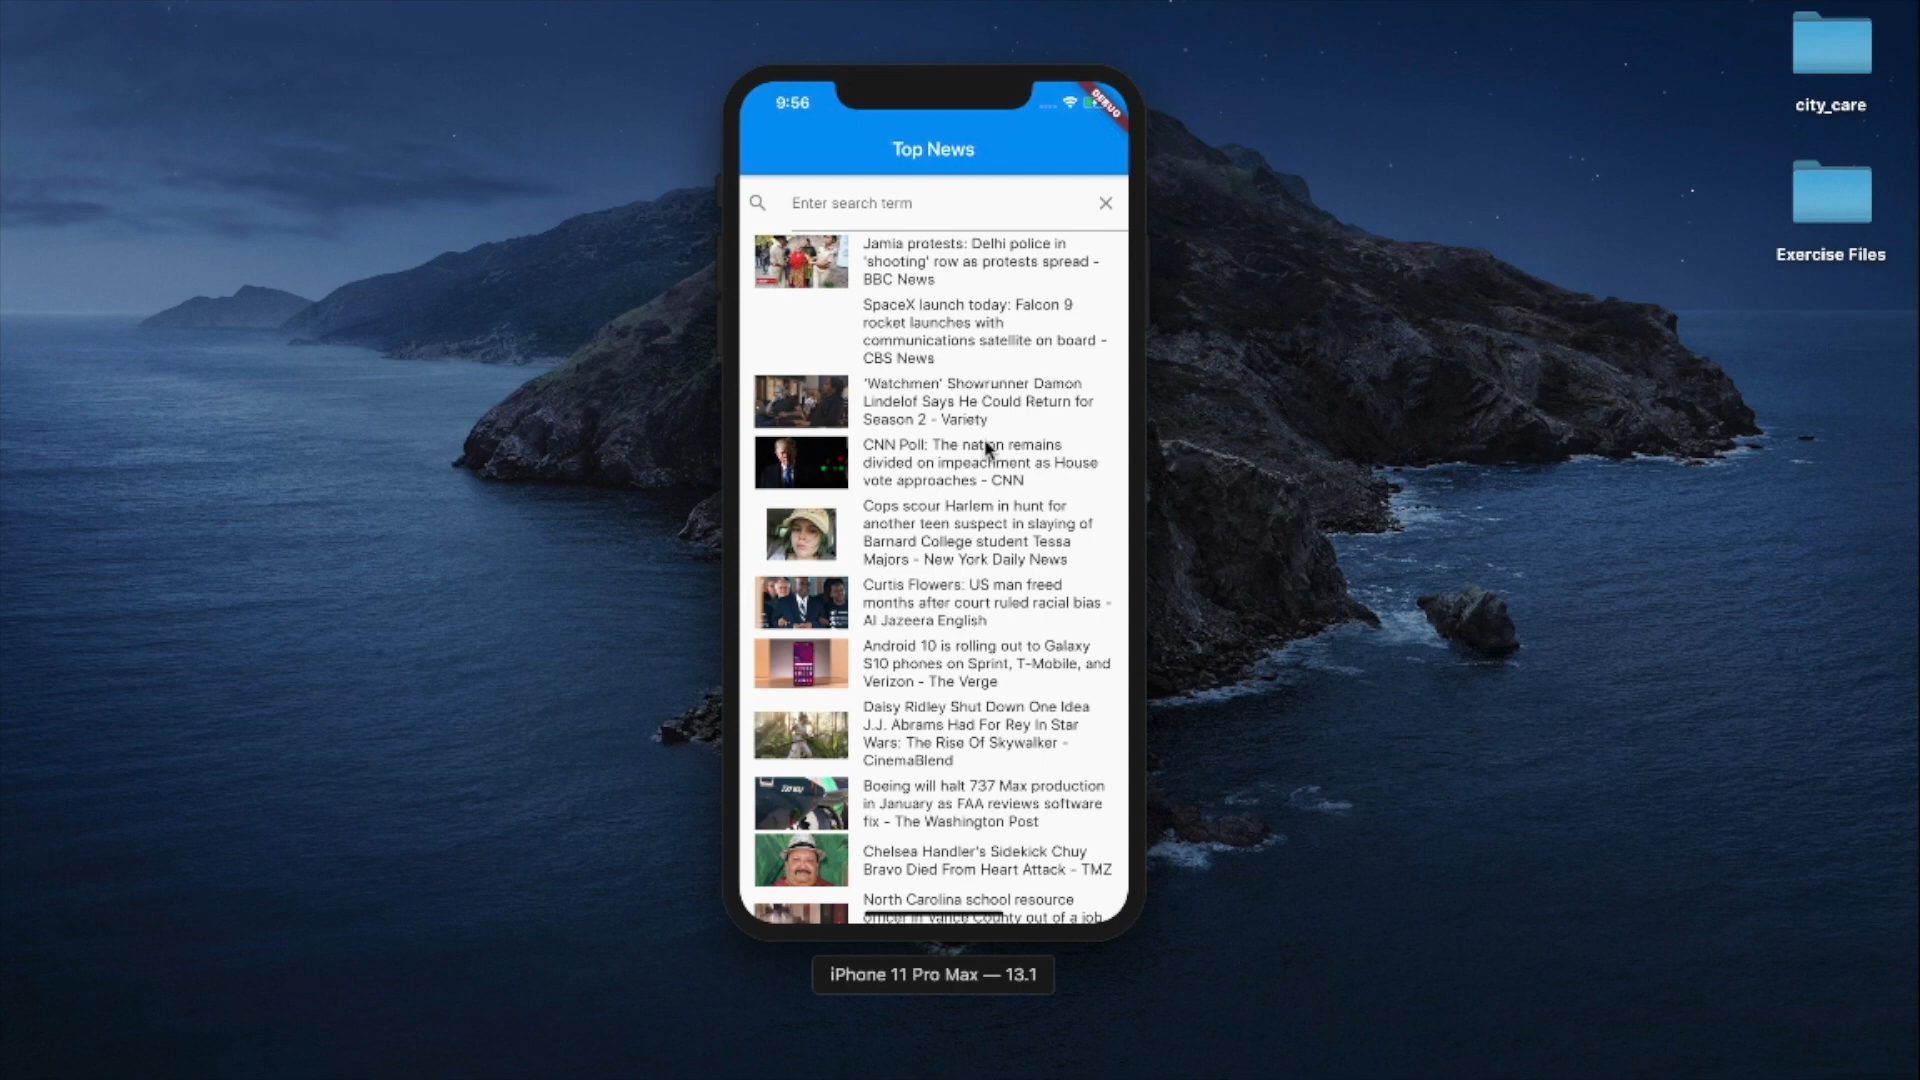 9:56
DEBUG
Top News
Enter search term
Jamia protests: Delhi police in
'shooting' row as protests spread -
BBC News
SpaceX launch today: Falcon 9
rocket launches with
communications satellite on board -
CBS News
'Watchmen' Showrunner Damon
Lindelof Says He Could Return for
Season 2 - Variety
CNN Poll: The nation remains
divided on impeachment as House
vote approaches - CNN
Cops scour Harlem in hunt for
another teen suspect in slaying of
Barnard College student Tessa
Majors - New York Daily News
Curtis Flowers: US man freed
months after court ruled racial bias -
Al Jazeera English
Android 10 is rolling out to Galaxy
S10 phones on Sprint, T-Mobile, and
Verizon - The Verge
Daisy Ridley Shut Down One Idea
J.J. Abrams Had For Rey In Star
Wars: The Rise Of Skywalker -
CinemaBlend
Boeing will halt 737 Max production
in January as FAA reviews software
fix - The Washington Post
Chelsea Handler's Sidekick Chuy
Bravo Died From Heart Attack - TMZ
North Carolina school resource
officer in Vance County out of a job
iPhone 11 Pro Max — 13.1
city_care
Exercise Files